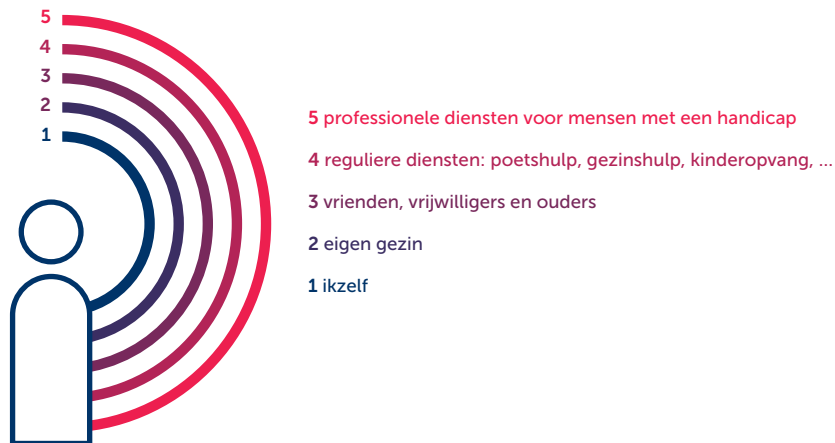 5
4
3
2
1
5 professionele diensten voor mensen met een handicap
4 reguliere diensten: poetshulp, gezinshulp, kinderopvang, ...
3 vrienden, vrijwilligers en ouders
2 eigen gezin
1 ikzelf